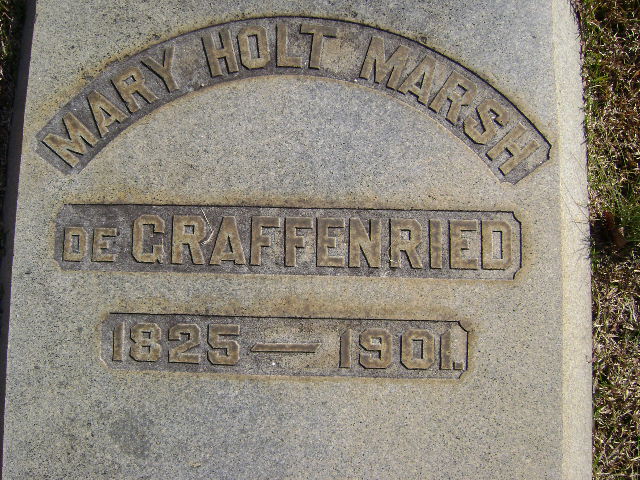 MARY HOLT MARSH
DE GRAFFENRIED
1825 — 1901.